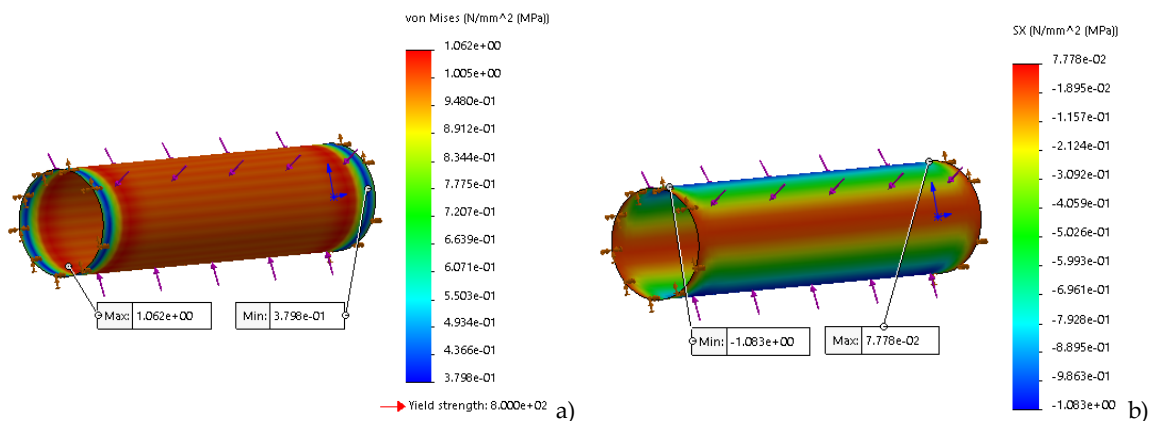 von Mises (N/mm^2 (MPa))
1.062e+00
1.005e+00
9.480e-01
8.912e-01
8.344e-01
7.775e-01
7.207e-01
6.639e-01
6.071e-01
5.503e-01
4.934e-01
4.366e-01
3.798e-01
Yield strength: 8.000e+02
Max: 1.062e+00
Min: 3.798e-01
a)
SX (N/mm^2 (MPa))
7.778e-02
-1.895e-02
-1.157e-01
-2.124e-01
-3.092e-01
-4.059e-01
-5.026e-01
-5.993e-01
-6.961e-01
-7.928e-01
-8.895e-01
-9.863e-01
-1.083e+00
Min: -1.083e+00
Max: 7.778e-02
b)